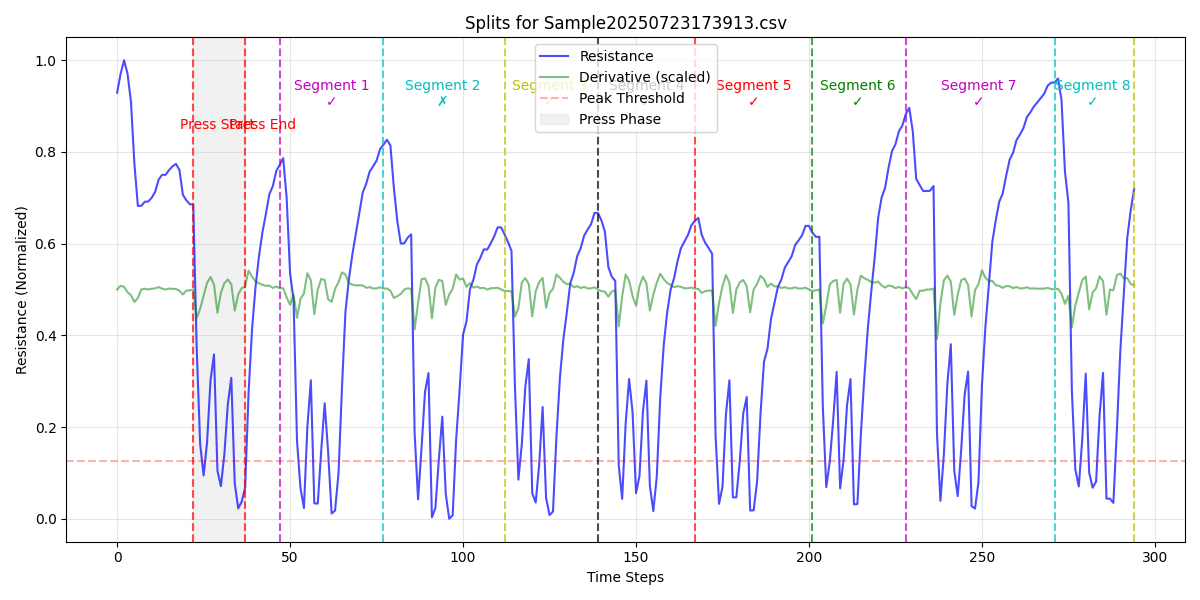 Splits for Sample20250723173913.csv
Resistance
Derivative (scaled)
Peak Threshold
Press Phase
Segment 1
✓
Segment 2
✗
Segment 4
Segment 5
✓
Segment 6
✓
Segment 7
✓
Segment 8
✓
Press Start
Press End
Resistance (Normalized)
1.0
0.8
0.6
0.4
0.2
0.0
0
50
100
150
200
250
300
Time Steps